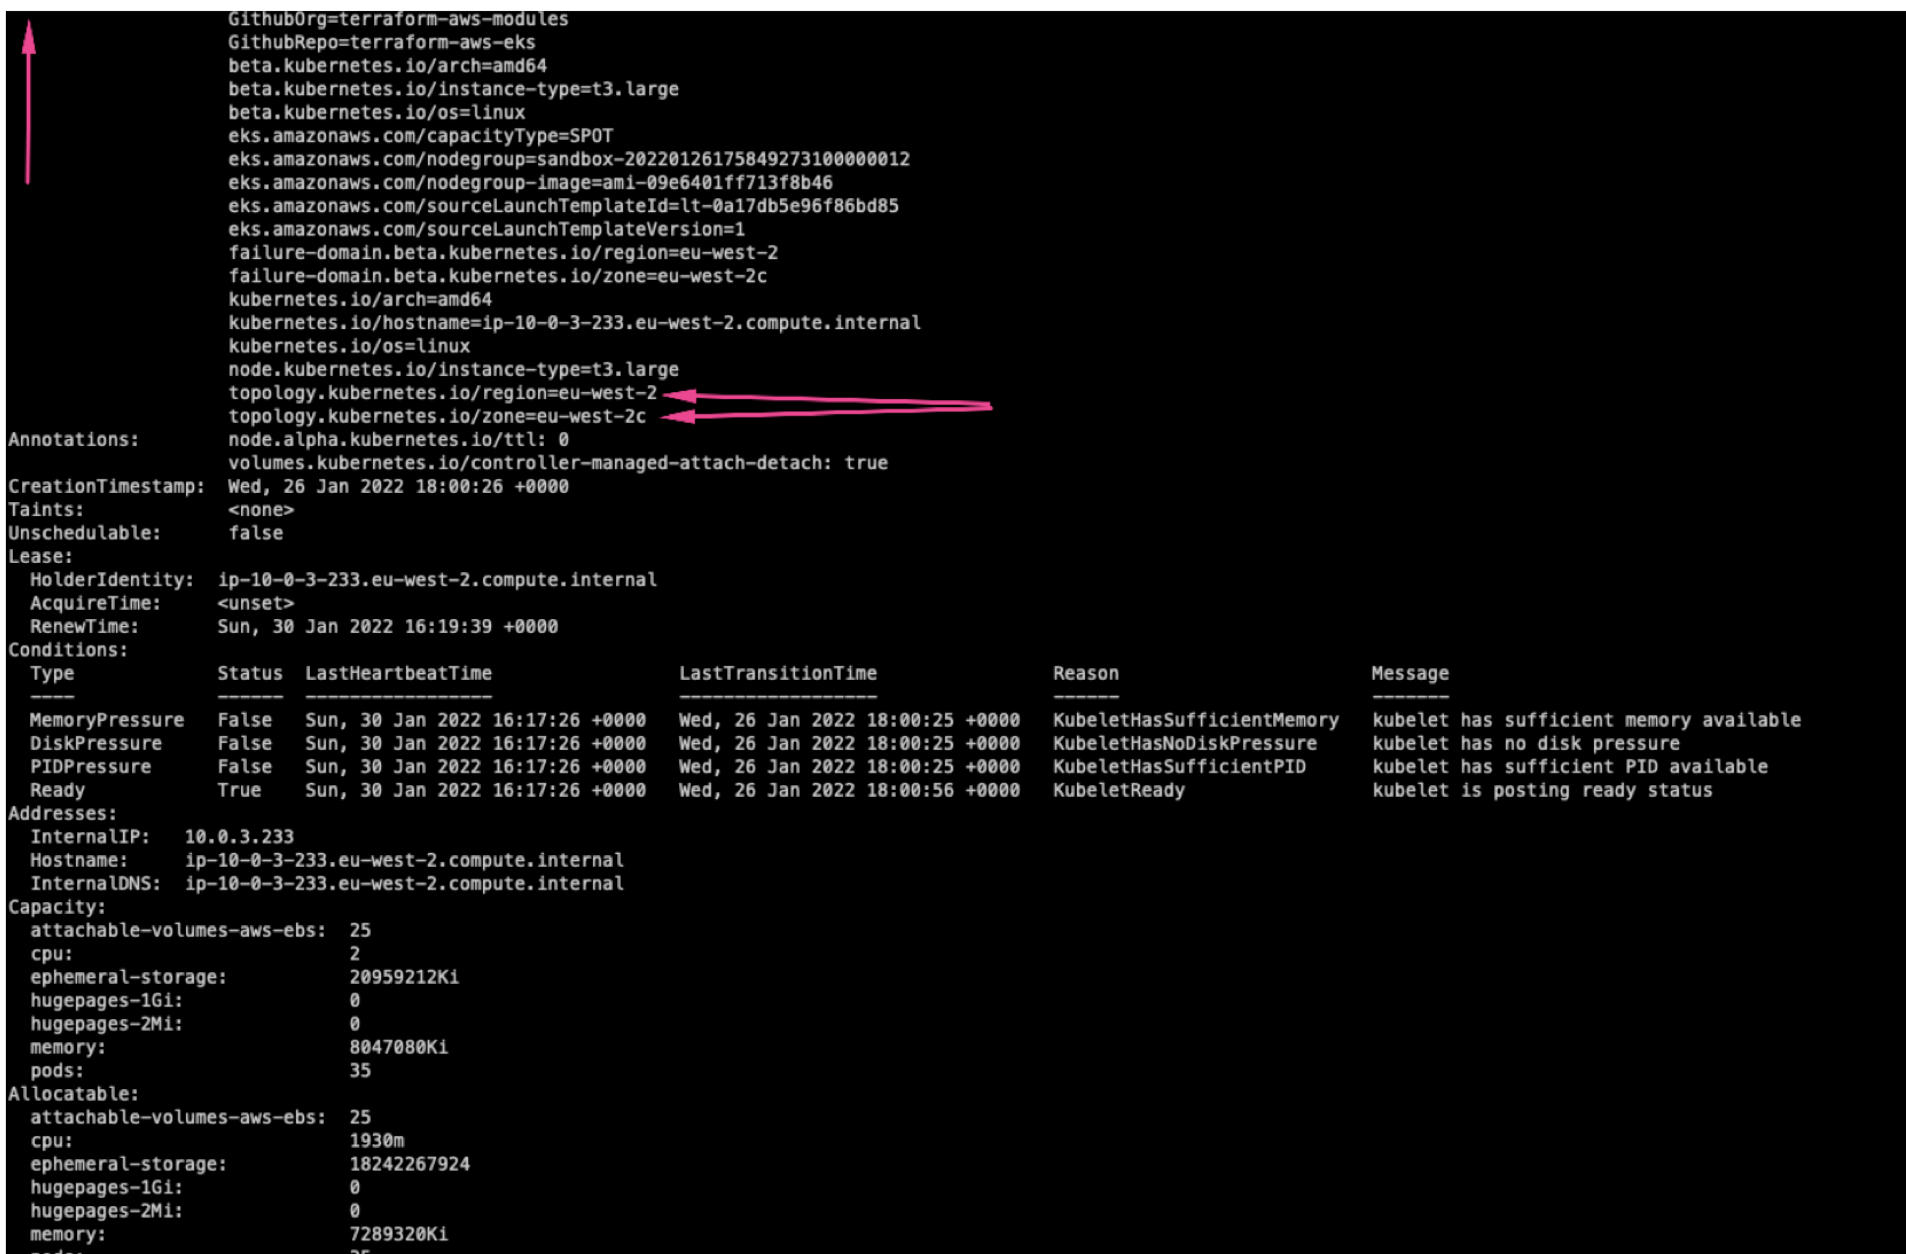 GithubOrg=terraform-aws-modules
GithubRepo=terraform-aws-eks
beta.kubernetes.io/arch=amd64
beta.kubernetes.io/instance-type=t3.large
beta.kubernetes.io/os=linux
eks.amazonaws.com/capacityType=SPOT
eks.amazonaws.com/nodegroup=sandbox-20220126175849273100000012
eks.amazonaws.com/nodegroup-image=ami-09e6401ff713f8b46
eks.amazonaws.com/sourceLaunchTemplateId=lt-0a17db5e96f86bd85
eks.amazonaws.com/sourceLaunchTemplateVersion=1
failure-domain.beta.kubernetes.io/region=eu-west-2
failure-domain.beta.kubernetes.io/zone=eu-west-2c
kubernetes.io/arch=amd64
kubernetes.io/hostname=ip-10-0-3-233.eu-west-2.compute.internal
kubernetes.io/os=linux
node.kubernetes.io/instance-type=t3.large
topology.kubernetes.io/region=eu-west-2
topology.kubernetes.io/zone=eu-west-2c
Annotations: node.alpha.kubernetes.io/ttl: 0
volumes.kubernetes.io/controller-managed-attach-detach: true
CreationTimestamp: Wed, 26 Jan 2022 18:00:26 +0000
Taints: <none>
Unschedulable: false
Lease:
HolderIdentity: ip-10-0-3-233.eu-west-2.compute.internal
AcquireTime: <unset>
RenewTime: Sun, 30 Jan 2022 16:19:39 +0000
Conditions:
Type Status LastHeartbeatTime LastTransitionTime Reason Message
---- ------ ----------------- ------------------ ------ -------
MemoryPressure False Sun, 30 Jan 2022 16:17:26 +0000 Wed, 26 Jan 2022 18:00:25 +0000 KubeletHasSufficientMemory kubelet has sufficient memory available
DiskPressure False Sun, 30 Jan 2022 16:17:26 +0000 Wed, 26 Jan 2022 18:00:25 +0000 KubeletHasNoDiskPressure kubelet has no disk pressure
PIDPressure False Sun, 30 Jan 2022 16:17:26 +0000 Wed, 26 Jan 2022 18:00:25 +0000 KubeletHasSufficientPID kubelet has sufficient PID available
Ready True Sun, 30 Jan 2022 16:17:26 +0000 Wed, 26 Jan 2022 18:00:56 +0000 KubeletReady kubelet is posting ready status
Addresses:
InternalIP: 10.0.3.233
Hostname: ip-10-0-3-233.eu-west-2.compute.internal
InternalDNS: ip-10-0-3-233.eu-west-2.compute.internal
Capacity:
attachable-volumes-aws-ebs: 25
cpu: 2
ephemeral-storage: 20959212Ki
hugepages-1Gi: 0
hugepages-2Mi: 0
memory: 8047080Ki
pods: 35
Allocatable:
attachable-volumes-aws-ebs: 25
cpu: 1930m
ephemeral-storage: 18242267924
hugepages-1Gi: 0
hugepages-2Mi: 0
memory: 7289320Ki